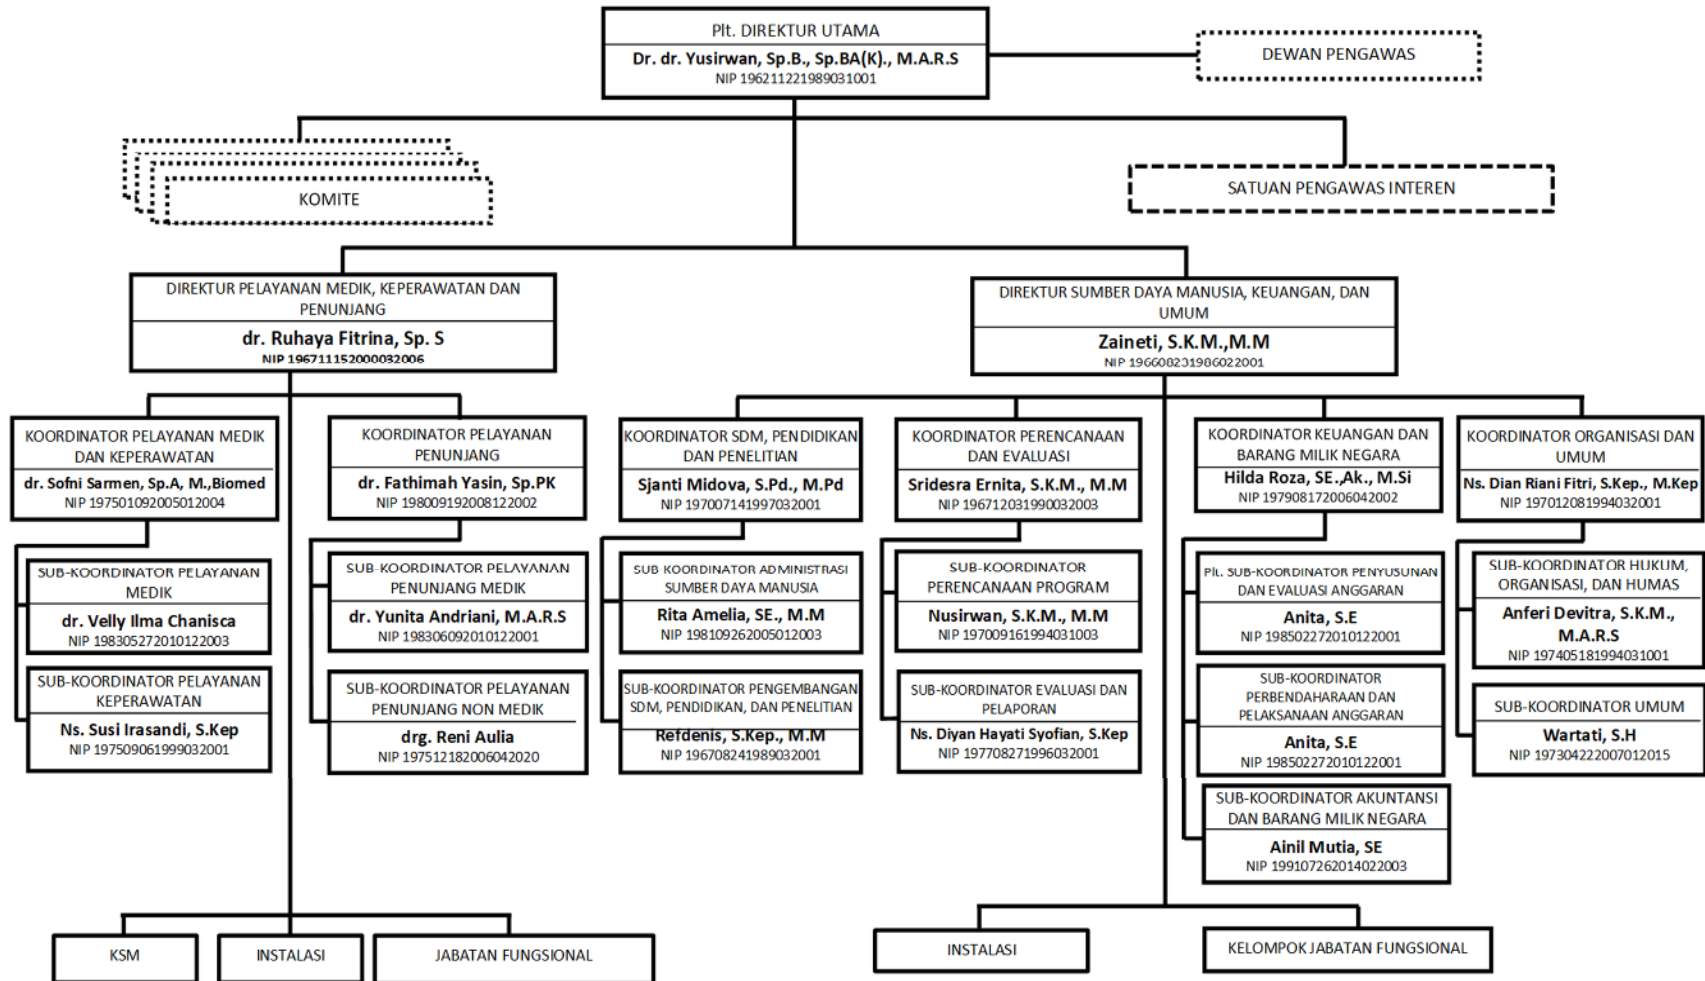 Plt. DIREKTUR UTAMA
Dr. dr. Yusirwan, Sp.B., Sp.BA(K)., M.A.R.S
NIP 196211221989031001
DEWAN PENGAWAS
KOMITE
SATUAN PENGAWAS INTEREN
DIREKTUR PELAYANAN MEDIK, KEPERAWATAN DAN
PENUNJANG
dr. Ruhaya Fitrina, Sp. S
NIP 196711152000032006
DIREKTUR SUMBER DAYA MANUSIA, KEUANGAN, DAN
UMUM
Zaineti, S.K.M.,M.M
NIP 196608231986022001
KOORDINATOR PELAYANAN MEDIK
DAN KEPERAWATAN
dr. Sofni Sarmen, Sp.A, M.,Biomed
NIP 197501092005012004
KOORDINATOR PELAYANAN
PENUNJANG
dr. Fathimah Yasin, Sp.PK
NIP 198009192008122002
KOORDINATOR SDM, PENDIDIKAN
DAN PENELITIAN
Sjanti Midova, S.Pd., M.Pd
NIP 197007141997032001
KOORDINATOR PERENCANAAN
DAN EVALUASI
Sridesra Ernita, S.K.M., M.M
NIP 196712031990032003
KOORDINATOR KEUANGAN DAN
BARANG MILIK NEGARA
Hilda Roza, SE.,Ak., M.Si
NIP 197908172006042002
KOORDINATOR ORGANISASI DAN
UMUM
Ns. Dian Riani Fitri, S.Kep., M.Kep
NIP 197012081994032001
SUB-KOORDINATOR PELAYANAN
MEDIK
dr. Velly Ilma Chanisca
NIP 198305272010122003
SUB-KOORDINATOR PELAYANAN
PENUNJANG MEDIK
dr. Yunita Andriani, M.A.R.S
NIP 198306092010122001
SUB KOORDINATOR ADMINISTRASI
SUMBER DAYA MANUSIA
Rita Amelia, SE., M.M
NIP 198109262005012003
SUB-KOORDINATOR
PERENCANAAN PROGRAM
Nusirwan, S.K.M., M.M
NIP 197009161994031003
Plt. SUB-KOORDINATOR PENYUSUNAN
DAN EVALUASI ANGGARAN
Anita, S.E
NIP 198502272010122001
SUB-KOORDINATOR HUKUM,
ORGANISASI, DAN HUMAS
Anferi Devitra, S.K.M.,
M.A.R.S
NIP 197405181994031001
SUB-KOORDINATOR PELAYANAN
KEPERAWATAN
Ns. Susi Irasandi, S.Kep
NIP 197509061999032001
SUB-KOORDINATOR PELAYANAN
PENUNJANG NON MEDIK
drg. Reni Aulia
NIP 197512182006042020
SUB-KOORDINATOR PENGEMBANGAN
SDM, PENDIDIKAN, DAN PENELITIAN
Refdenis, S.Kep., M.M
NIP 196708241989032001
SUB-KOORDINATOR EVALUASI DAN
PELAPORAN
Ns. Diyan Hayati Syofian, S.Kep
NIP 197708271996032001
SUB-KOORDINATOR
PERBENDAHARAAN DAN
PELAKSANAAN ANGGARAN
Anita, S.E
NIP 198502272010122001
SUB-KOORDINATOR UMUM
Wartati, S.H
NIP 197304222007012015
SUB-KOORDINATOR AKUNTANSI
DAN BARANG MILIK NEGARA
Ainil Mutia, SE
NIP 199107262014022003
KSM
INSTALASI
JABATAN FUNGSIONAL
INSTALASI
KELOMPOK JABATAN FUNGSIONAL